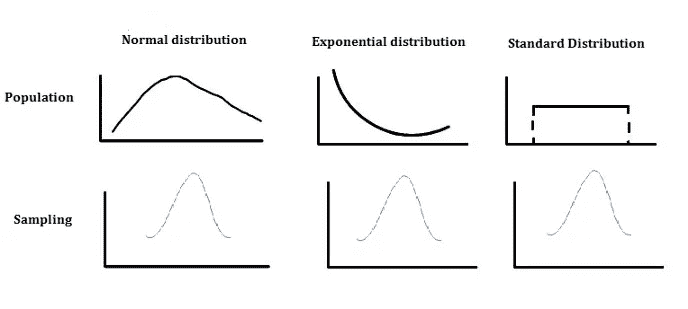 Normal distribution
Exponential distribution
Standard Distribution
Population
Sampling